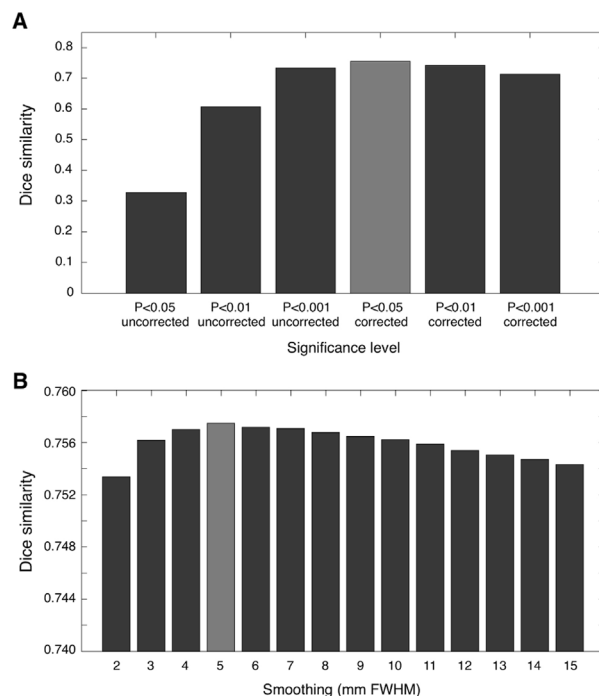 A
0.8
0.7
0.6
0.5
0.4
0.3
0.2
0.1
0
Dice similarity
P<0.05 P<0.01 P<0.001 P<0.05 P<0.01 P<0.001
uncorrected uncorrected uncorrected corrected corrected corrected
Significance level
B
0.760
0.756
0.752
0.748
0.744
0.740
Dice similarity
2 3 4 5 6 7 8 9 10 11 12 13 14 15
Smoothing (mm FWHM)